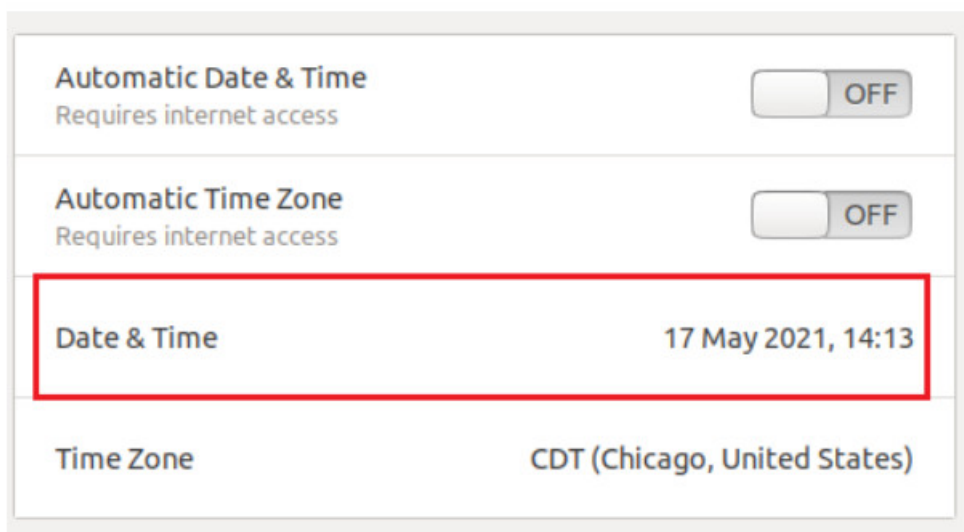 Automatic Date & Time
Requires internet access
OFF
Automatic Time Zone
Requires internet access
OFF
Date & Time 17 May 2021, 14:13
Time Zone CDT (Chicago, United States)